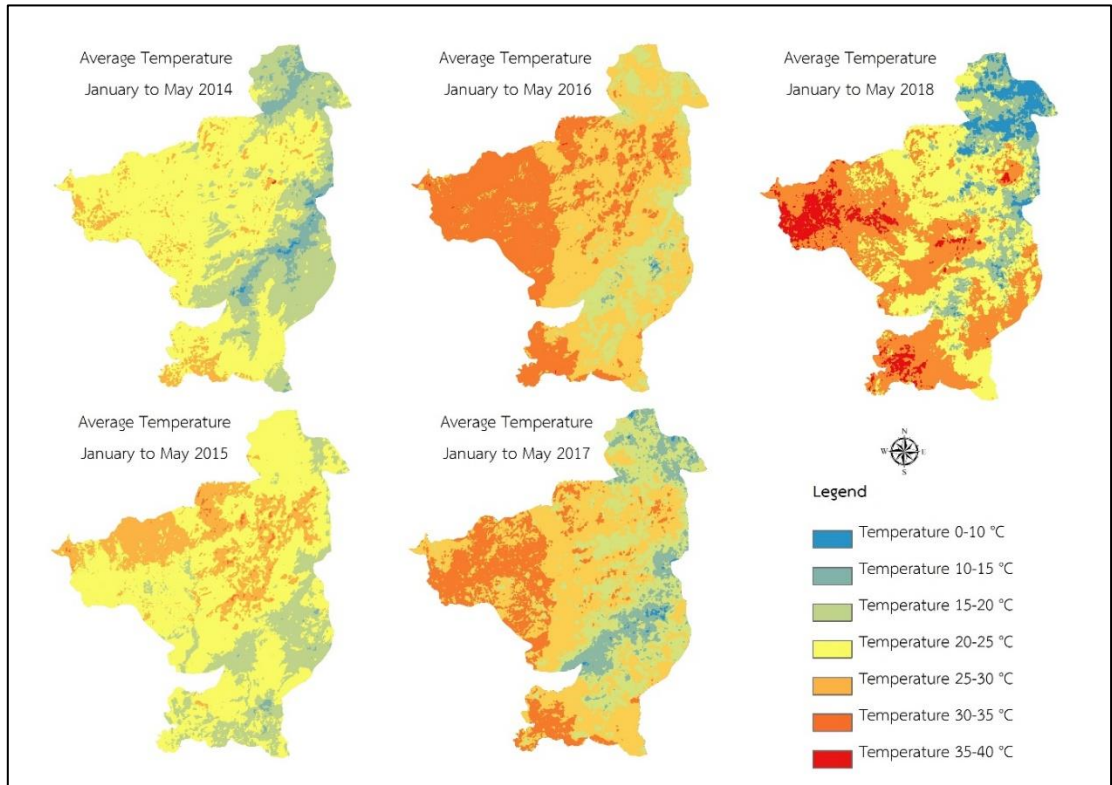 Average Temperature
January to May 2014
Average Temperature
January to May 2016
Average Temperature
January to May 2018
Average Temperature
January to May 2015
Average Temperature
January to May 2017
N
W E
S
Legend
Temperature 0-10 °C
Temperature 10-15 °C
Temperature 15-20 °C
Temperature 20-25 °C
Temperature 25-30 °C
Temperature 30-35 °C
Temperature 35-40 °C